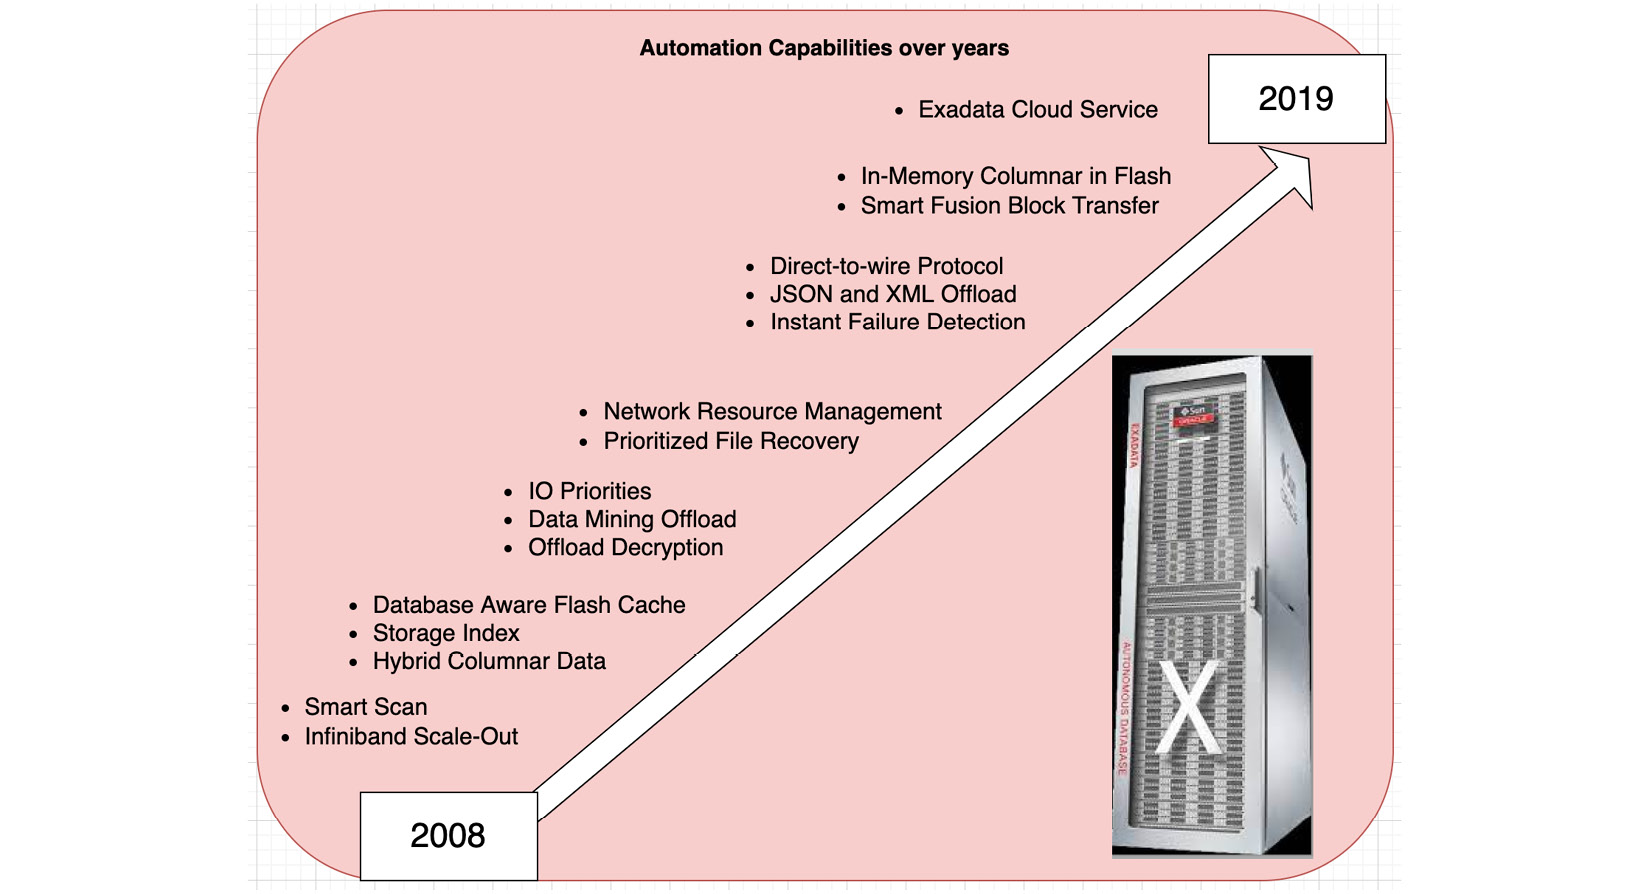 Automation Capabilities over years
2019
• Exadata Cloud Service
• In-Memory Columnar in Flash
• Smart Fusion Block Transfer
• Direct-to-wire Protocol
• JSON and XML Offload
• Instant Failure Detection
• Network Resource Management
• Prioritized File Recovery
• IO Priorities
• Data Mining Offload
• Offload Decryption
• Database Aware Flash Cache
• Storage Index
• Hybrid Columnar Data
• Smart Scan
• Infiniband Scale-Out
2008
Sun
ORACLE
EXADATA
AUTONOMOUS DATABASE
X